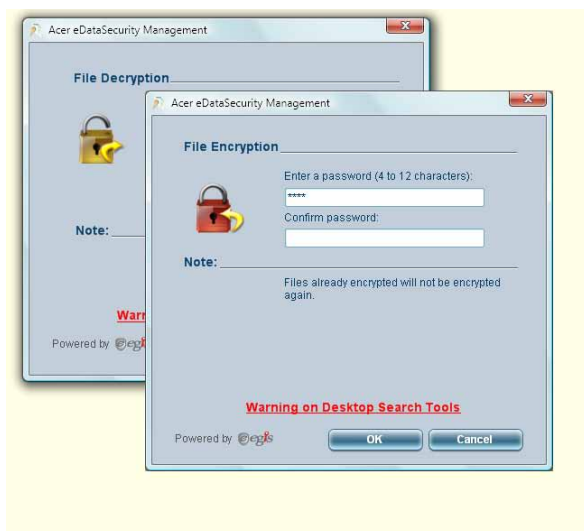 Acer eDataSecurity Management
File Decryption
Note:
Powered by egis
Acer eDataSecurity Management
File Encryption
Enter a password (4 to 12 characters):
****
Confirm password:
Note:
Files already encrypted will not be encrypted
again.
Warning on Desktop Search Tools
Powered by egis
OK
Cancel